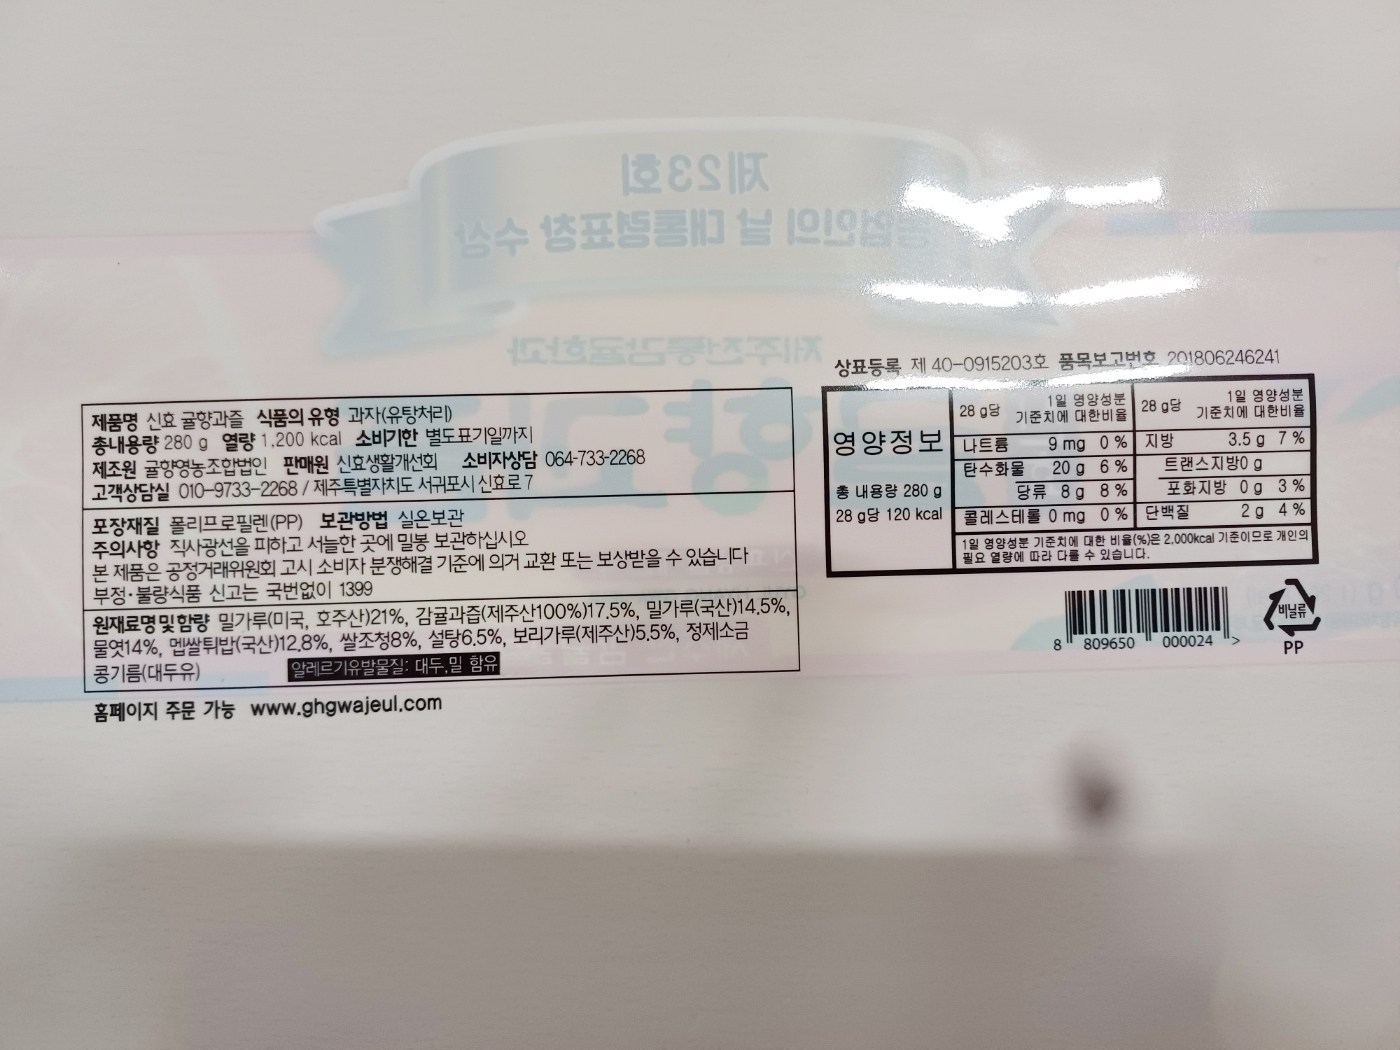 제23회
농업인의 날 대통령표창 수상
제주전통감귤한과
상표등록 제 40-0915203호 품목보고번호 201806246241
제품명 신효 귤향과즐 식품의 유형 과자(유탕처리)
총내용량 280 g 열량 1,200 kcal 소비기한 별도표기일까지
제조원 귤향영농조합법인 판매원 신효생활개선회 소비자상담 064-733-2268
고객상담실 010-9733-2268 / 제주특별자치도 서귀포시 신효로 7
포장재질 폴리프로필렌(PP) 보관방법 실온보관
주의사항 직사광선을 피하고 서늘한 곳에 밀봉 보관하십시오
본 제품은 공정거래위원회 고시 소비자 분쟁해결 기준에 의거 교환 또는 보상받을 수 있습니다
부정·불량식품 신고는 국번없이 1399
원재료명 및 함량 밀가루(미국, 호주산)21%, 감귤과즙(제주산100%)17.5%, 밀가루(국산)14.5%,
물엿14%, 멥쌀튀밥(국산)12.8%, 쌀조청8%, 설탕6.5%, 보리가루(제주산)5.5%, 정제소금
콩기름(대두유) 알레르기유발물질: 대두,밀 함유
홈페이지 주문 가능 www.ghgwajeul.com
영양정보
총 내용량 280 g
28 g당 120 kcal
28 g당 1일 영양성분 기준치에 대한비율 28 g당 1일 영양성분 기준치에 대한비율
나트륨 9 mg 0 % 지방 3.5 g 7 %
탄수화물 20 g 6 % 트랜스지방0 g
당류 8 g 8 % 포화지방 0 g 3 %
콜레스테롤 0 mg 0 % 단백질 2 g 4 %
1일 영양성분 기준치에 대한 비율(%)은 2,000kcal 기준이므로 개인의
필요 열량에 따라 다를 수 있습니다.
8 809650 000024 >
비닐류
PP